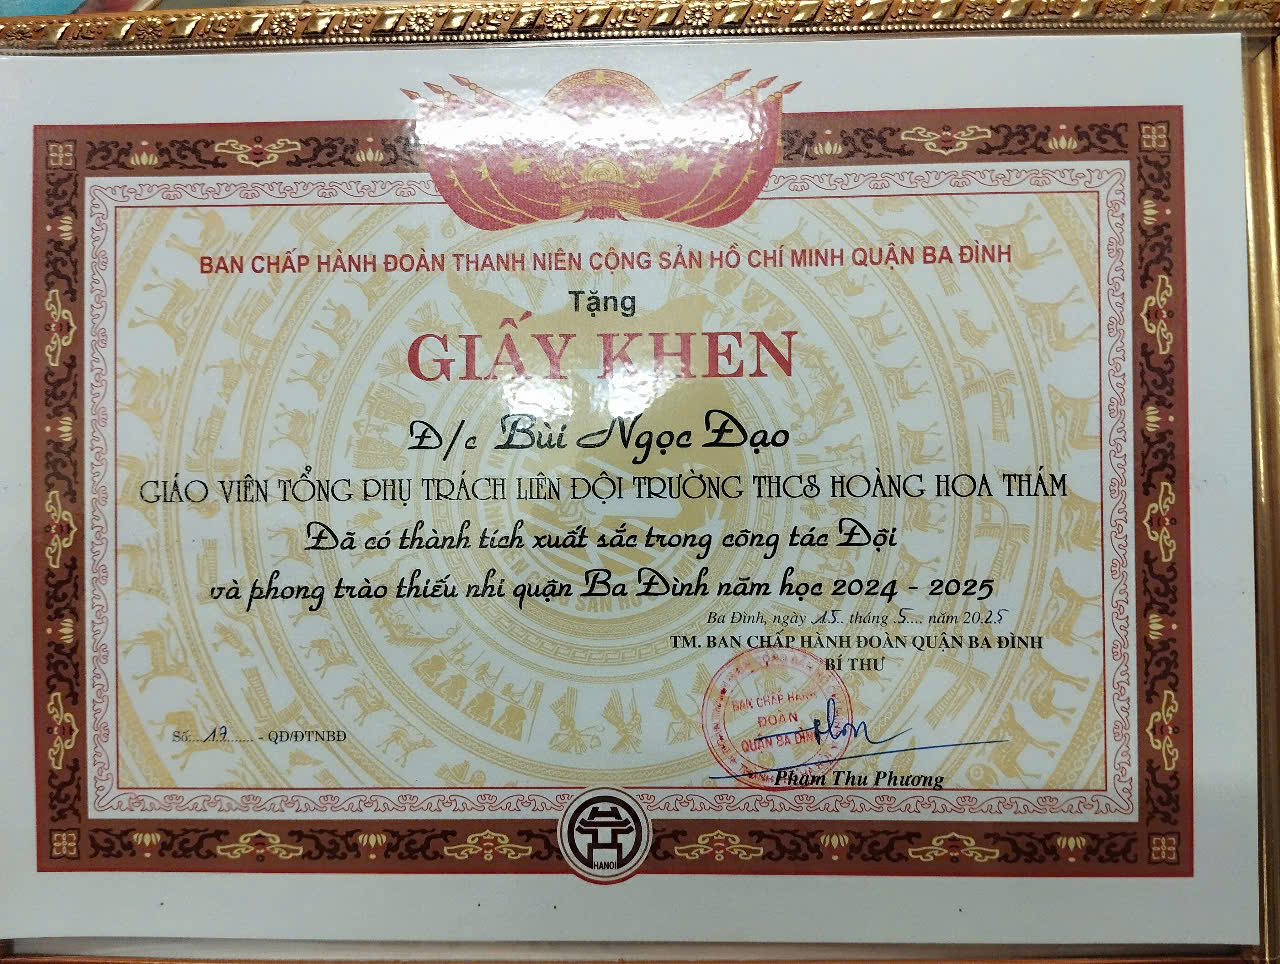 BAN CHẤP HÀNH ĐOÀN THANH NIÊN CỘNG SẢN HỒ CHÍ MINH QUẬN BA ĐÌNH
Tặng
GIẤY KHEN
Đ/c Bùi Ngọc Đạo
GIÁO VIÊN TỔNG PHỤ TRÁCH LIÊN ĐỘI TRƯỜNG THCS HOÀNG HOA THÁM
Đã có thành tích xuất sắc trong công tác Đội
và phong trào thiếu nhi quận Ba Đình năm học 2024 - 2025
Ba Đình, ngày 15.. tháng .5.... năm 2025
TM. BAN CHẤP HÀNH ĐOÀN QUẬN BA ĐÌNH
BÍ THƯ
BAN CHẤP HÀNH
ĐOÀN
QUẬN BA ĐÌNH
Số:...17....... - QĐ/ĐTNBĐ
Phạm Thu Phương
HANOI